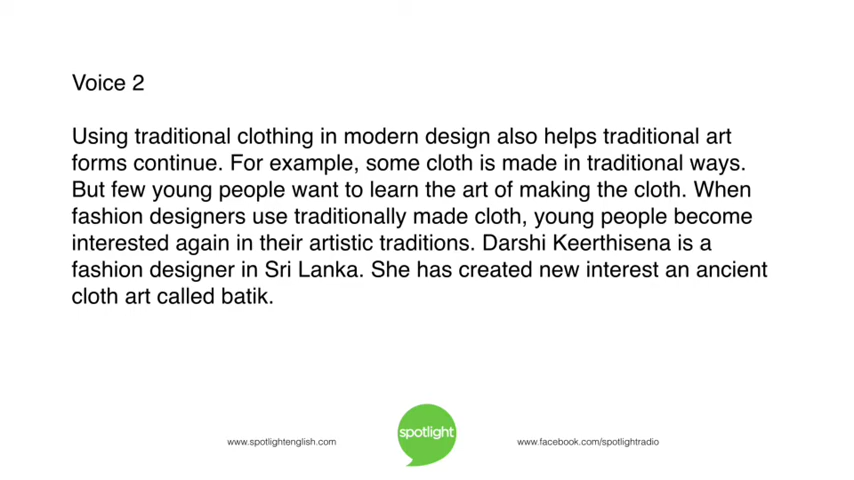 Voice 2
Using traditional clothing in modern design also helps traditional art
forms continue. For example, some cloth is made in traditional ways.
But few young people want to learn the art of making the cloth. When
fashion designers use traditionally made cloth, young people become
interested again in their artistic traditions. Darshi Keerthisena is a
fashion designer in Sri Lanka. She has created new interest an ancient
cloth art called batik.
spotlight
www.spotlightenglish.com
www.facebook.com/spotlightradio